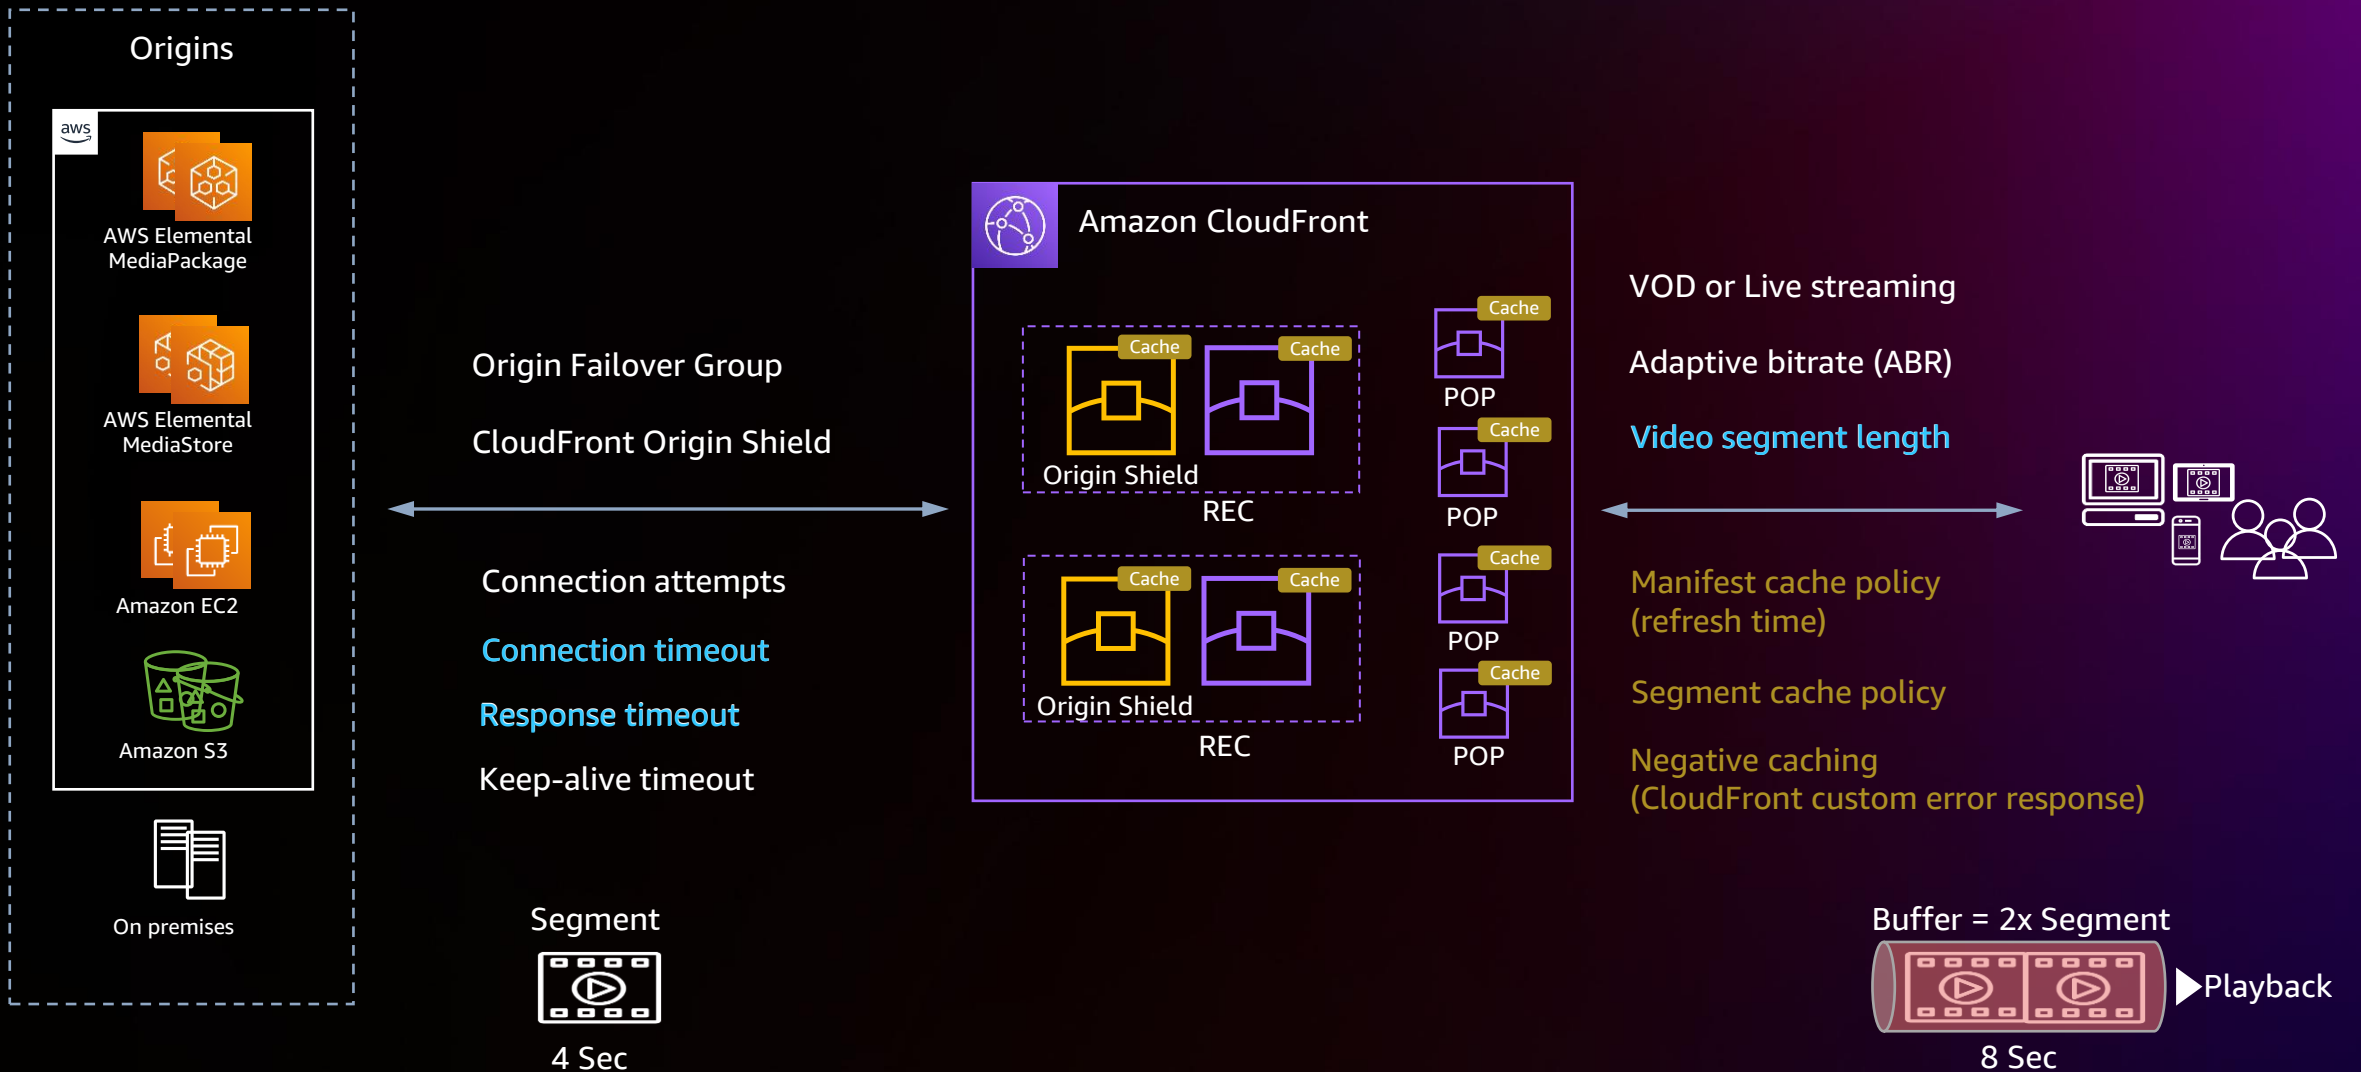 Origins
aws
AWS Elemental
MediaPackage
AWS Elemental
MediaStore
Amazon EC2
Amazon S3
On premises
Origin Failover Group
CloudFront Origin Shield
Connection attempts
Connection timeout
Response timeout
Keep-alive timeout
Segment
4 Sec
Amazon CloudFront
Cache
Cache
Origin Shield
REC
Cache
Cache
Origin Shield
REC
Cache
POP
Cache
POP
Cache
POP
Cache
POP
VOD or Live streaming
Adaptive bitrate (ABR)
Video segment length
Manifest cache policy
(refresh time)
Segment cache policy
Negative caching
(CloudFront custom error response)
Buffer = 2x Segment
Playback
8 Sec